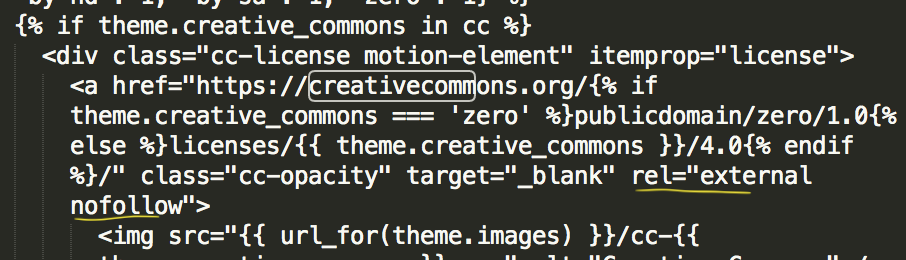 {% if theme.creative_commons in cc %}
<div class="cc-license motion-element" itemprop="license">
<a href="https://creativecommons.org/{% if
theme.creative_commons === 'zero' %}publicdomain/zero/1.0{%
else %}licenses/{{ theme.creative_commons }}/4.0{% endif
%}/" class="cc-opacity" target="_blank" rel="external
nofollow">
<img src="{{ url_for(theme.images) }}/cc-{{